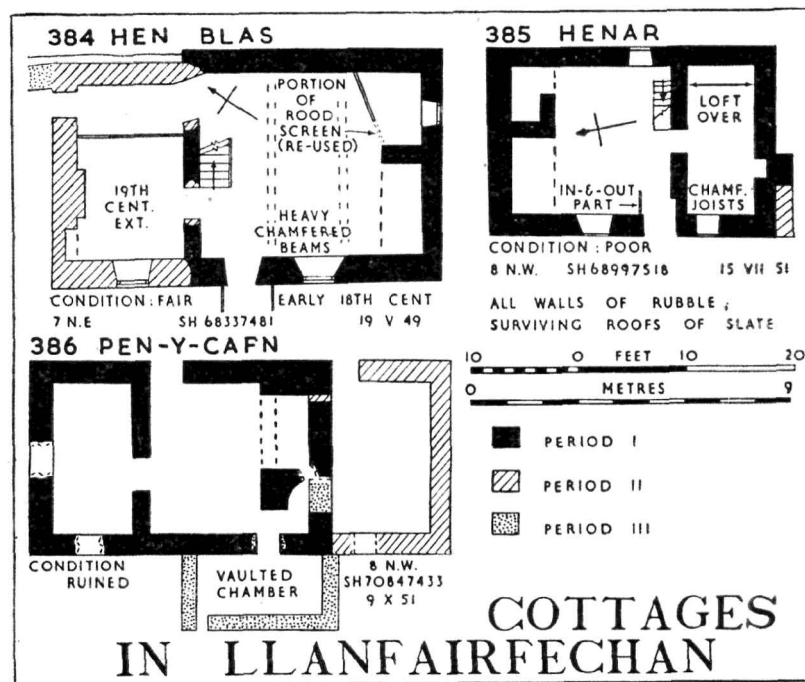 384 HEN BLAS
PORTION
OF
ROOD
SCREEN
(RE-USED)
19TH
CENT.
EXT.
HEAVY
CHAMFERED
BEAMS
CONDITION: FAIR
EARLY 18TH CENT
7 N.E
SH 68337481
19 V 49
385 HENAR
LOFT
OVER
IN-&-OUT
PART
CHAMF.
JOISTS
CONDITION: POOR
8 N.W. SH68997518 15 VII 51
ALL WALLS OF RUBBLE;
SURVIVING ROOFS OF SLATE
10 0 FEET 10 20
METRES
0 9
PERIOD I
PERIOD II
PERIOD III
386 PEN-Y-CAFN
CONDITION
RUINED
VAULTED
CHAMBER
8 N.W.
SH70847433
9 X 51
COTTAGES
IN LLANFAIRFECHAN